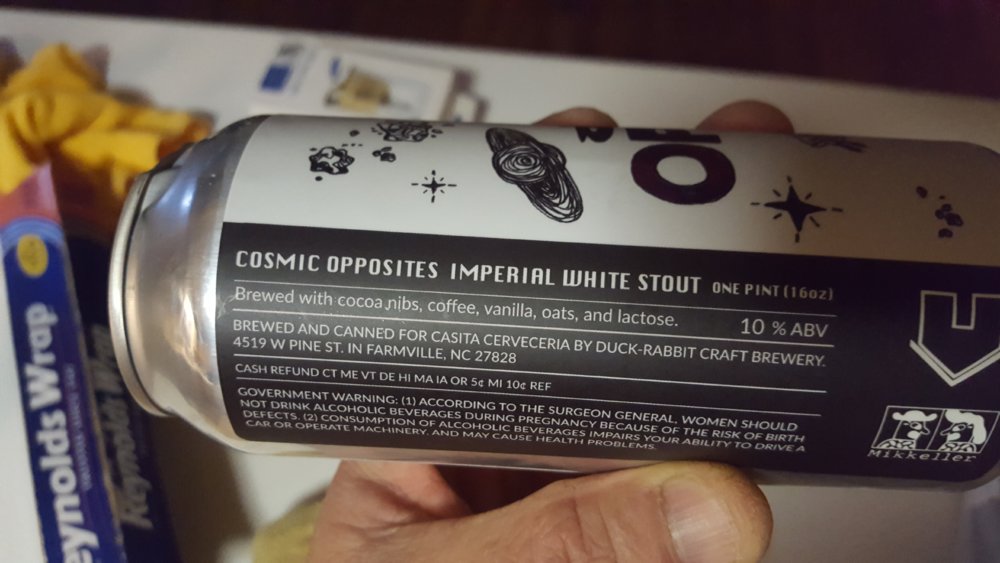 COSMIC OPPOSITES IMPERIAL WHITE STOUT ONE PINT (16oz)
Brewed with cocoa nibs, coffee, vanilla, oats, and lactose. 10 % ABV
BREWED AND CANNED FOR CASITA CERVECERIA BY DUCK-RABBIT CRAFT BREWERY.
4519 W PINE ST. IN FARMVILLE, NC 27828
CASH REFUND CT ME VT DE HI MA IA OR 5¢ MI 10¢ REF
GOVERNMENT WARNING: (1) ACCORDING TO THE SURGEON GENERAL, WOMEN SHOULD
NOT DRINK ALCOHOLIC BEVERAGES DURING PREGNANCY BECAUSE OF THE RISK OF BIRTH
DEFECTS. (2) CONSUMPTION OF ALCOHOLIC BEVERAGES IMPAIRS YOUR ABILITY TO DRIVE A
CAR OR OPERATE MACHINERY, AND MAY CAUSE HEALTH PROBLEMS.
Mikkeller
eynolds Wrap
Reynolds Wrap